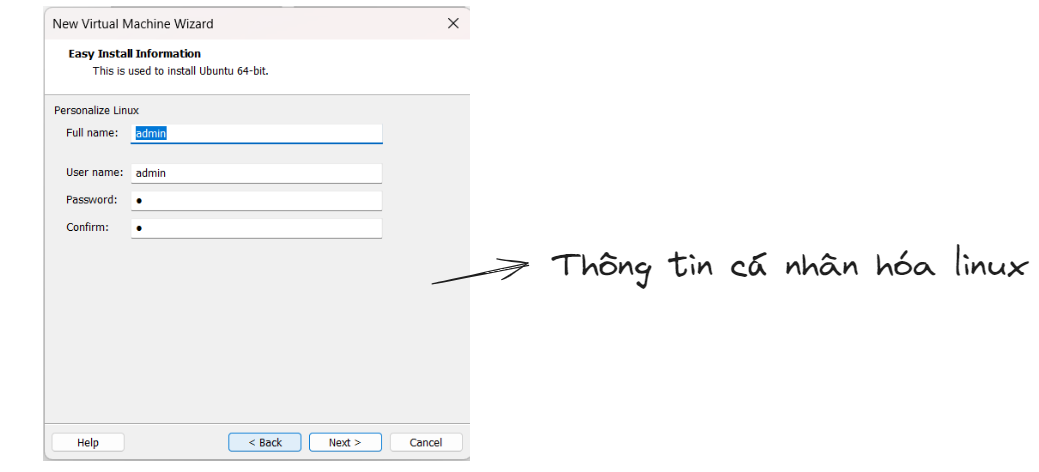 New Virtual Machine Wizard
Easy Install Information
This is used to install Ubuntu 64-bit.
Personalize Linux
Full name: admin
User name: admin
Password: ●
Confirm: ●
Thông tin cá nhân hóa linux
Help < Back Next > Cancel